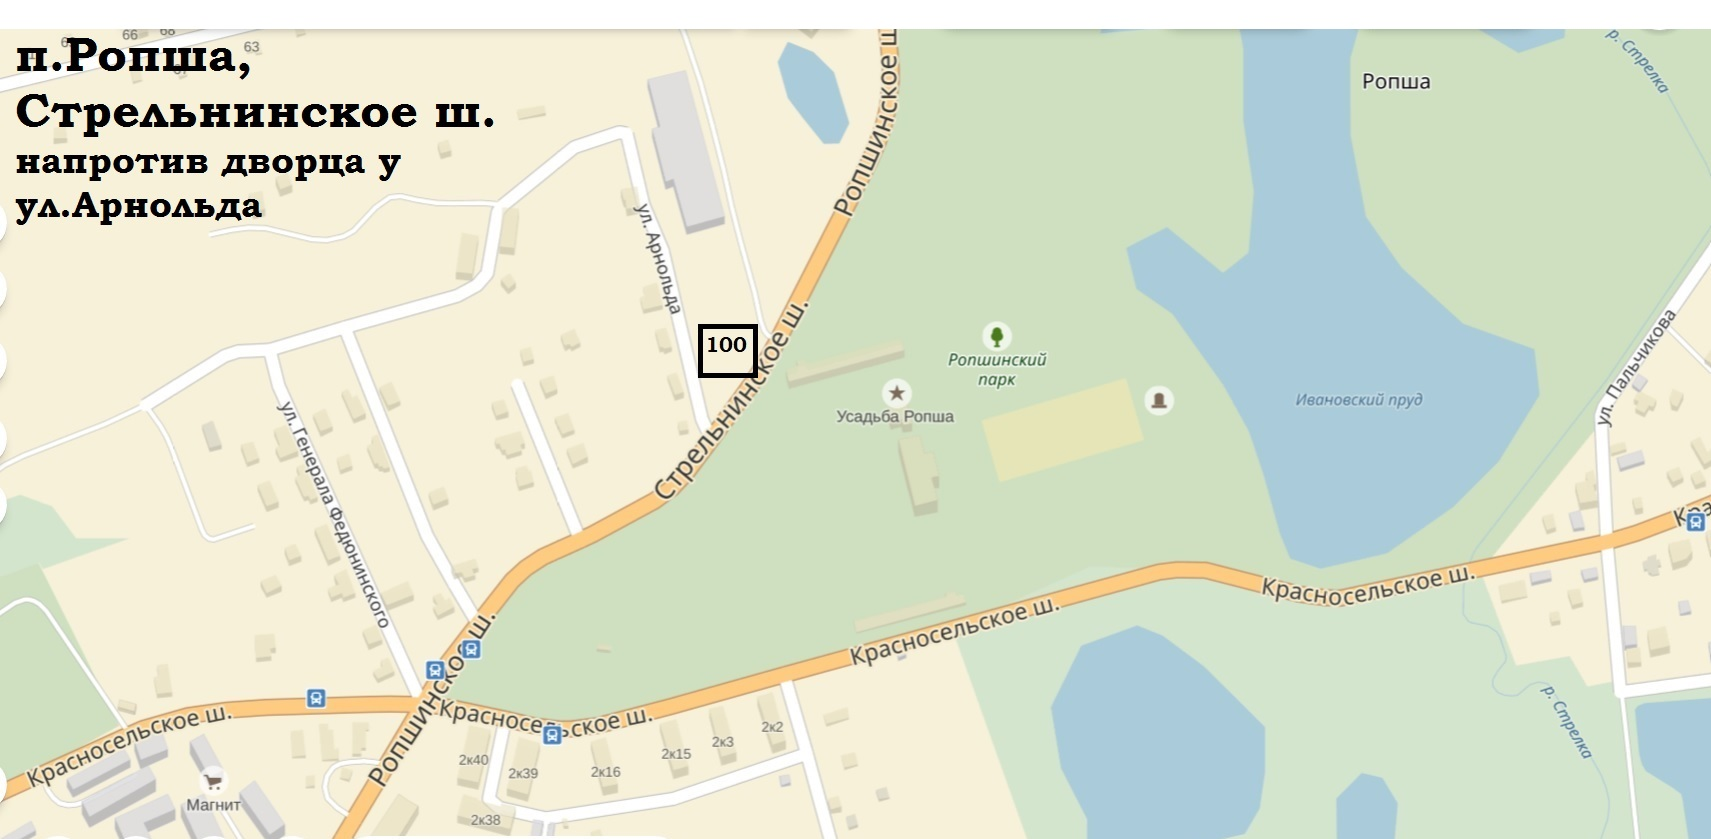 п.Ропша,
Стрельнинское ш.
напротив дворца у
ул.Арнольда
66
68
63
Ропшинское ш
Ропша
р. Стрелка
ул. Арнольда
100
Стрельнинское ш.
Ропшинский
парк
Усадьба Ропша
Ивановский пруд
ул. Пальчикова
ул. Генерала Федюнинского
Красносельское ш.
Красносельское ш.
Кра
Ропшинское ш.
Красносельское ш.
Красносельское ш.
р. Стрелка
2к2
2к3
2к15
2к16
2к39
2к40
2к38
Магнит